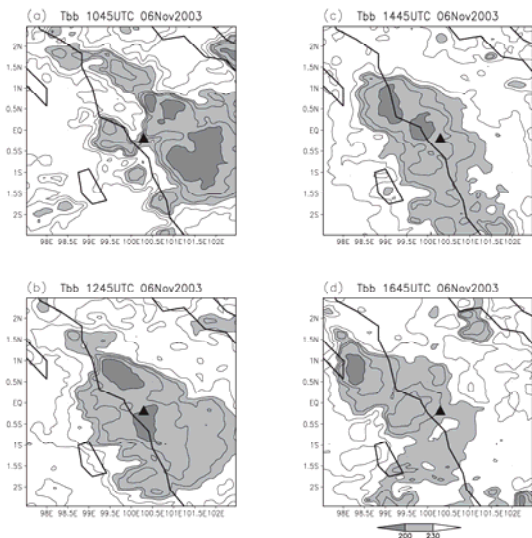 (a) Tbb 1045UTC 06Nov2003
2N
1.5N
1N
0.5N
EQ
0.5S
1S
1.5S
2S
98E 98.5E 99E 99.5E 100E 100.5E 101E 101.5E 102E
(c) Tbb 1445UTC 06Nov2003
2N
1.5N
1N
0.5N
EQ
0.5S
1S
1.5S
2S
98E 98.5E 99E 99.5E 100E 100.5E 101E 101.5E 102E
(b) Tbb 1245UTC 06Nov2003
2N
1.5N
1N
0.5N
EQ
0.5S
1S
1.5S
2S
98E 98.5E 99E 99.5E 100E 100.5E 101E 101.5E 102E
(d) Tbb 1645UTC 06Nov2003
2N
1.5N
1N
0.5N
EQ
0.5S
1S
1.5S
2S
98E 98.5E 99E 99.5E 100E 100.5E 101E 101.5E 102E
200 230